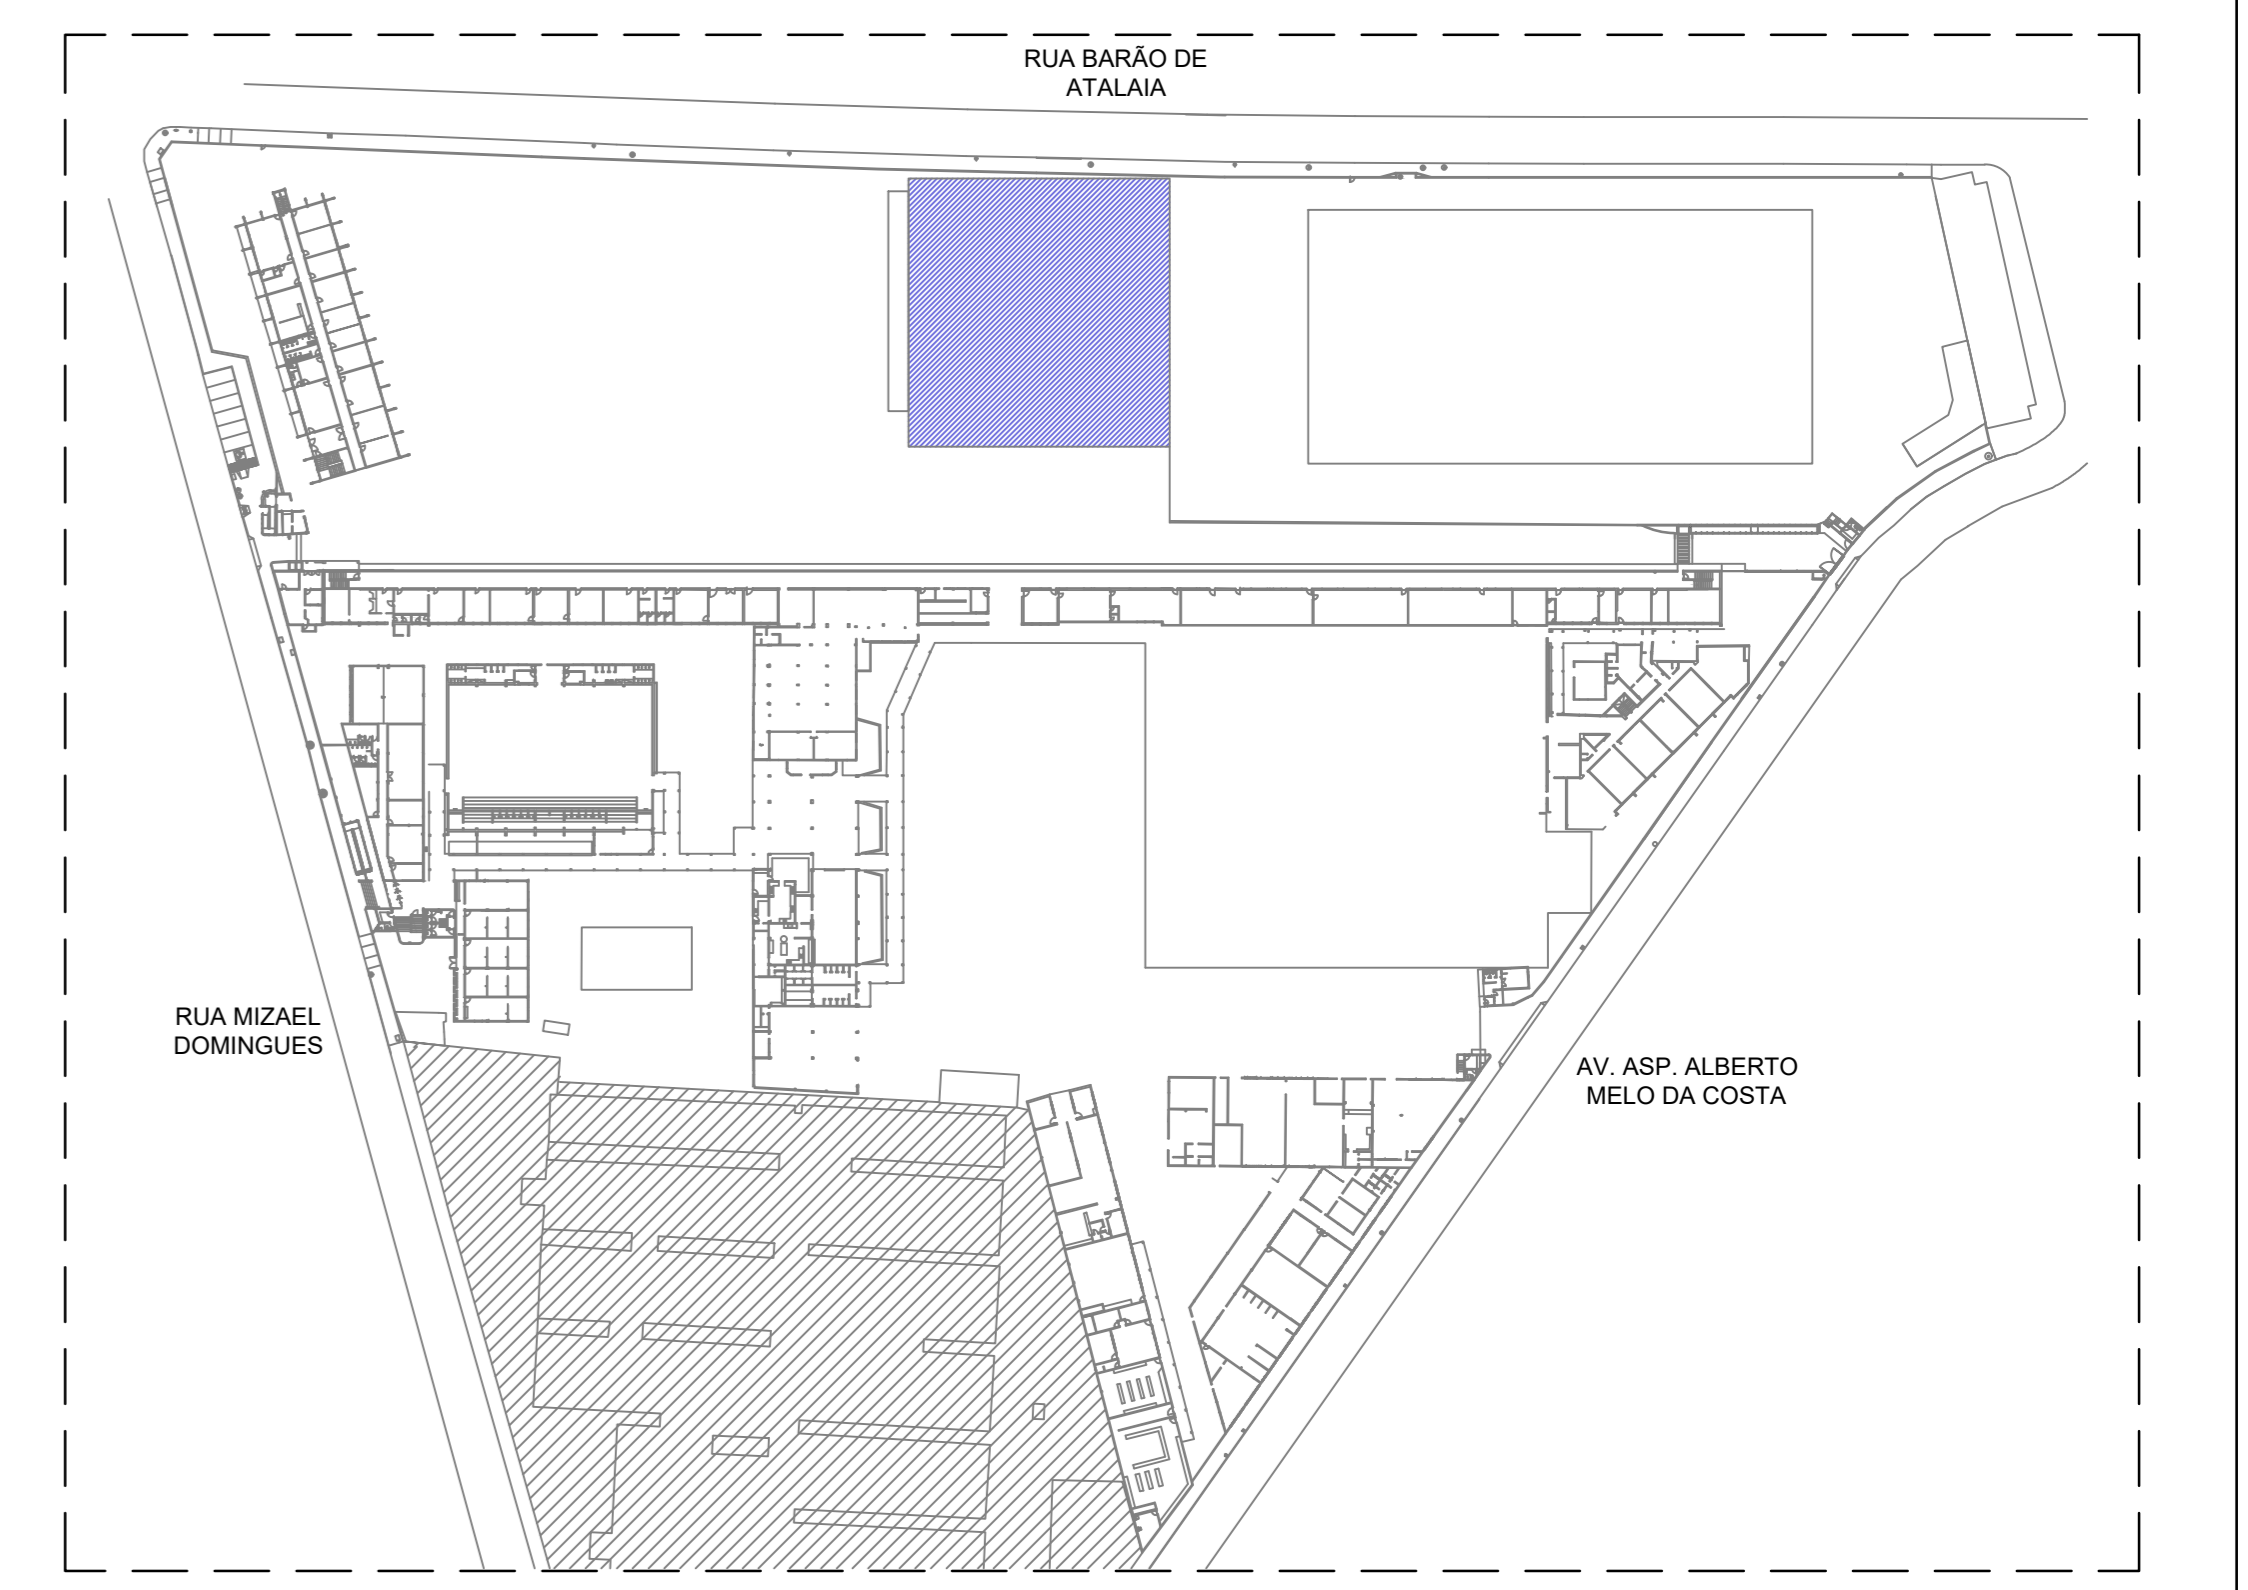 RUA BARÃO DE
ATALAIA
RUA MIZAEL
DOMINGUES
AV. ASP. ALBERTO
MELO DA COSTA